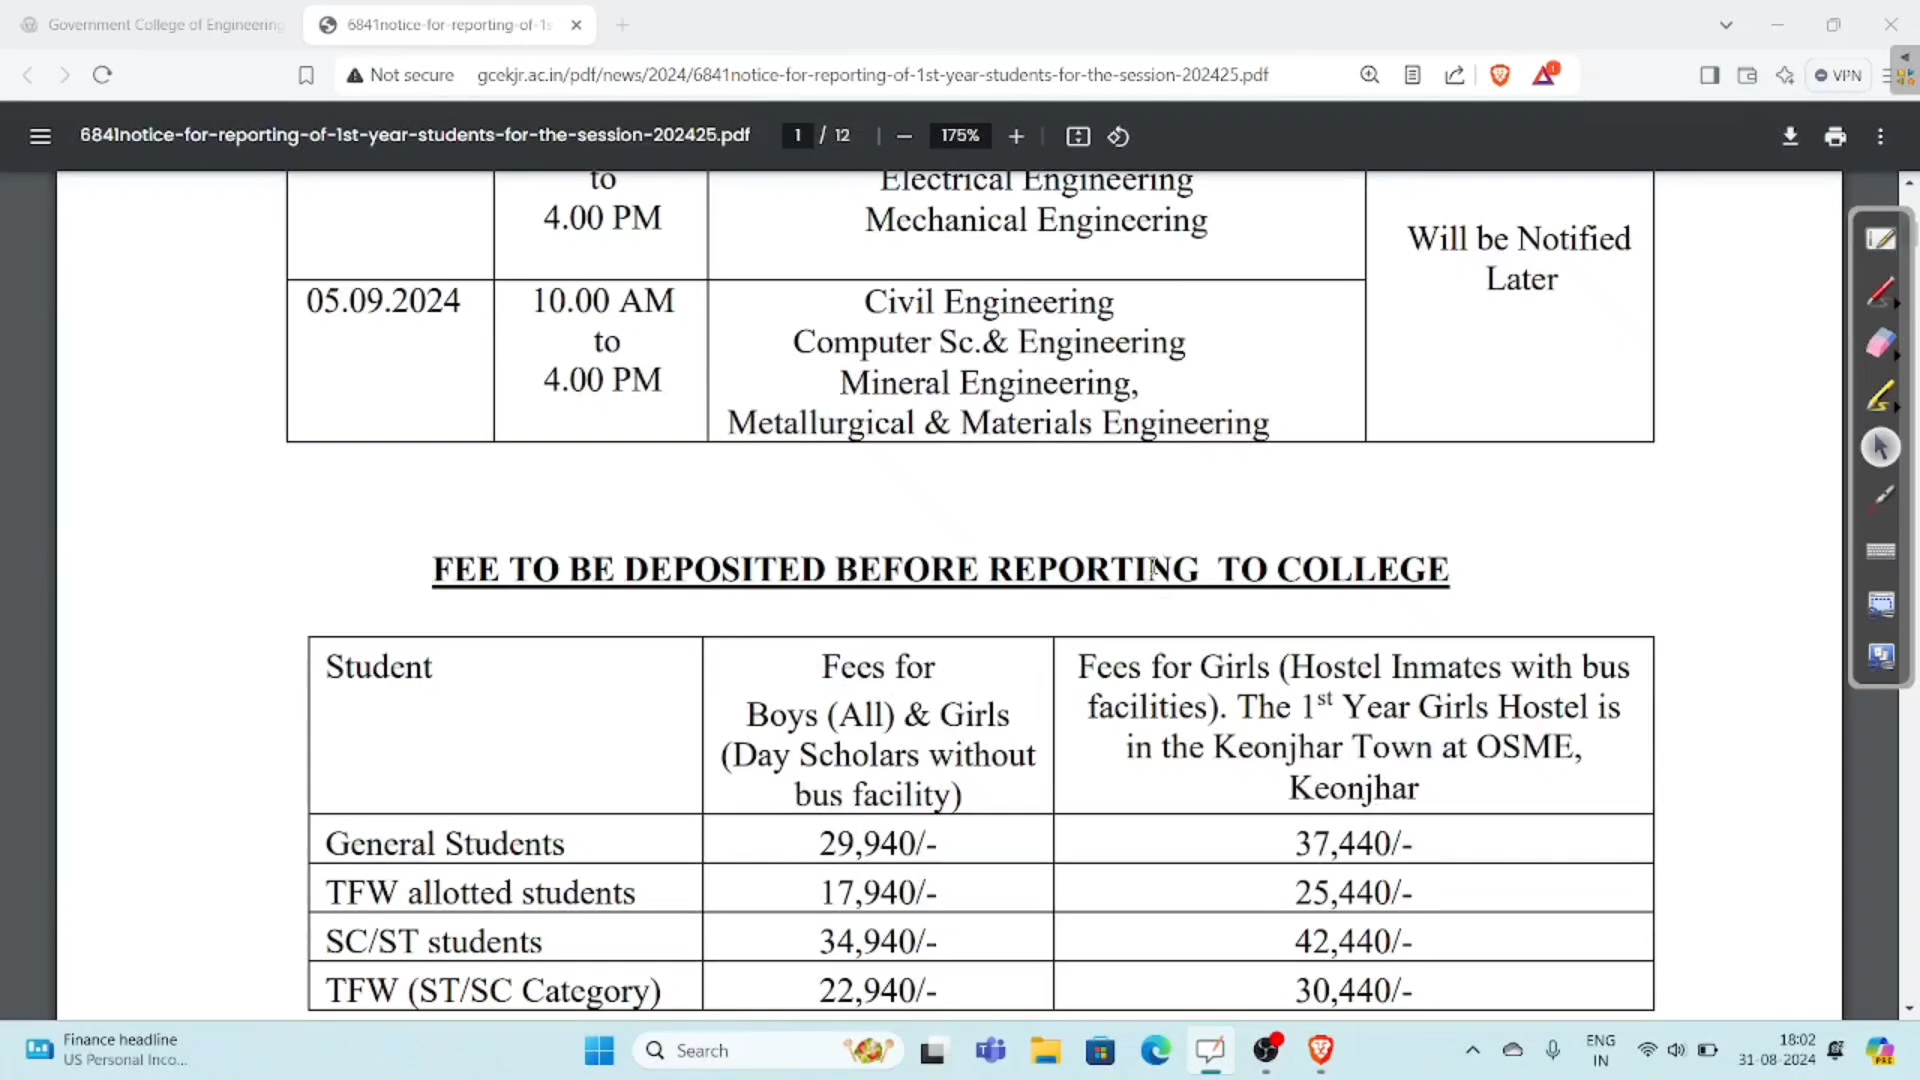 Government College of Engineering
6841notice-for-reporting-of-1s
Not secure
gcekjr.ac.in/pdf/news/2024/6841notice-for-reporting-of-1st-year-students-for-the-session-202425.pdf
VPN
6841notice-for-reporting-of-1st-year-students-for-the-session-202425.pdf
1 / 12
175%
to
4.00 PM
Electrical Engineering
Mechanical Engineering
Will be Notified
Later
05.09.2024
10.00 AM
to
4.00 PM
Civil Engineering
Computer Sc.& Engineering
Mineral Engineering,
Metallurgical & Materials Engineering
FEE TO BE DEPOSITED BEFORE REPORTING TO COLLEGE
Student
Fees for
Boys (All) & Girls
(Day Scholars without
bus facility)
Fees for Girls (Hostel Inmates with bus
facilities). The 1st Year Girls Hostel is
in the Keonjhar Town at OSME,
Keonjhar
General Students 29,940/- 37,440/-
TFW allotted students 17,940/- 25,440/-
SC/ST students 34,940/- 42,440/-
TFW (ST/SC Category) 22,940/- 30,440/-
Finance headline
US Personal Inco...
Search
ENG
IN
18:02
31-08-2024
PRE